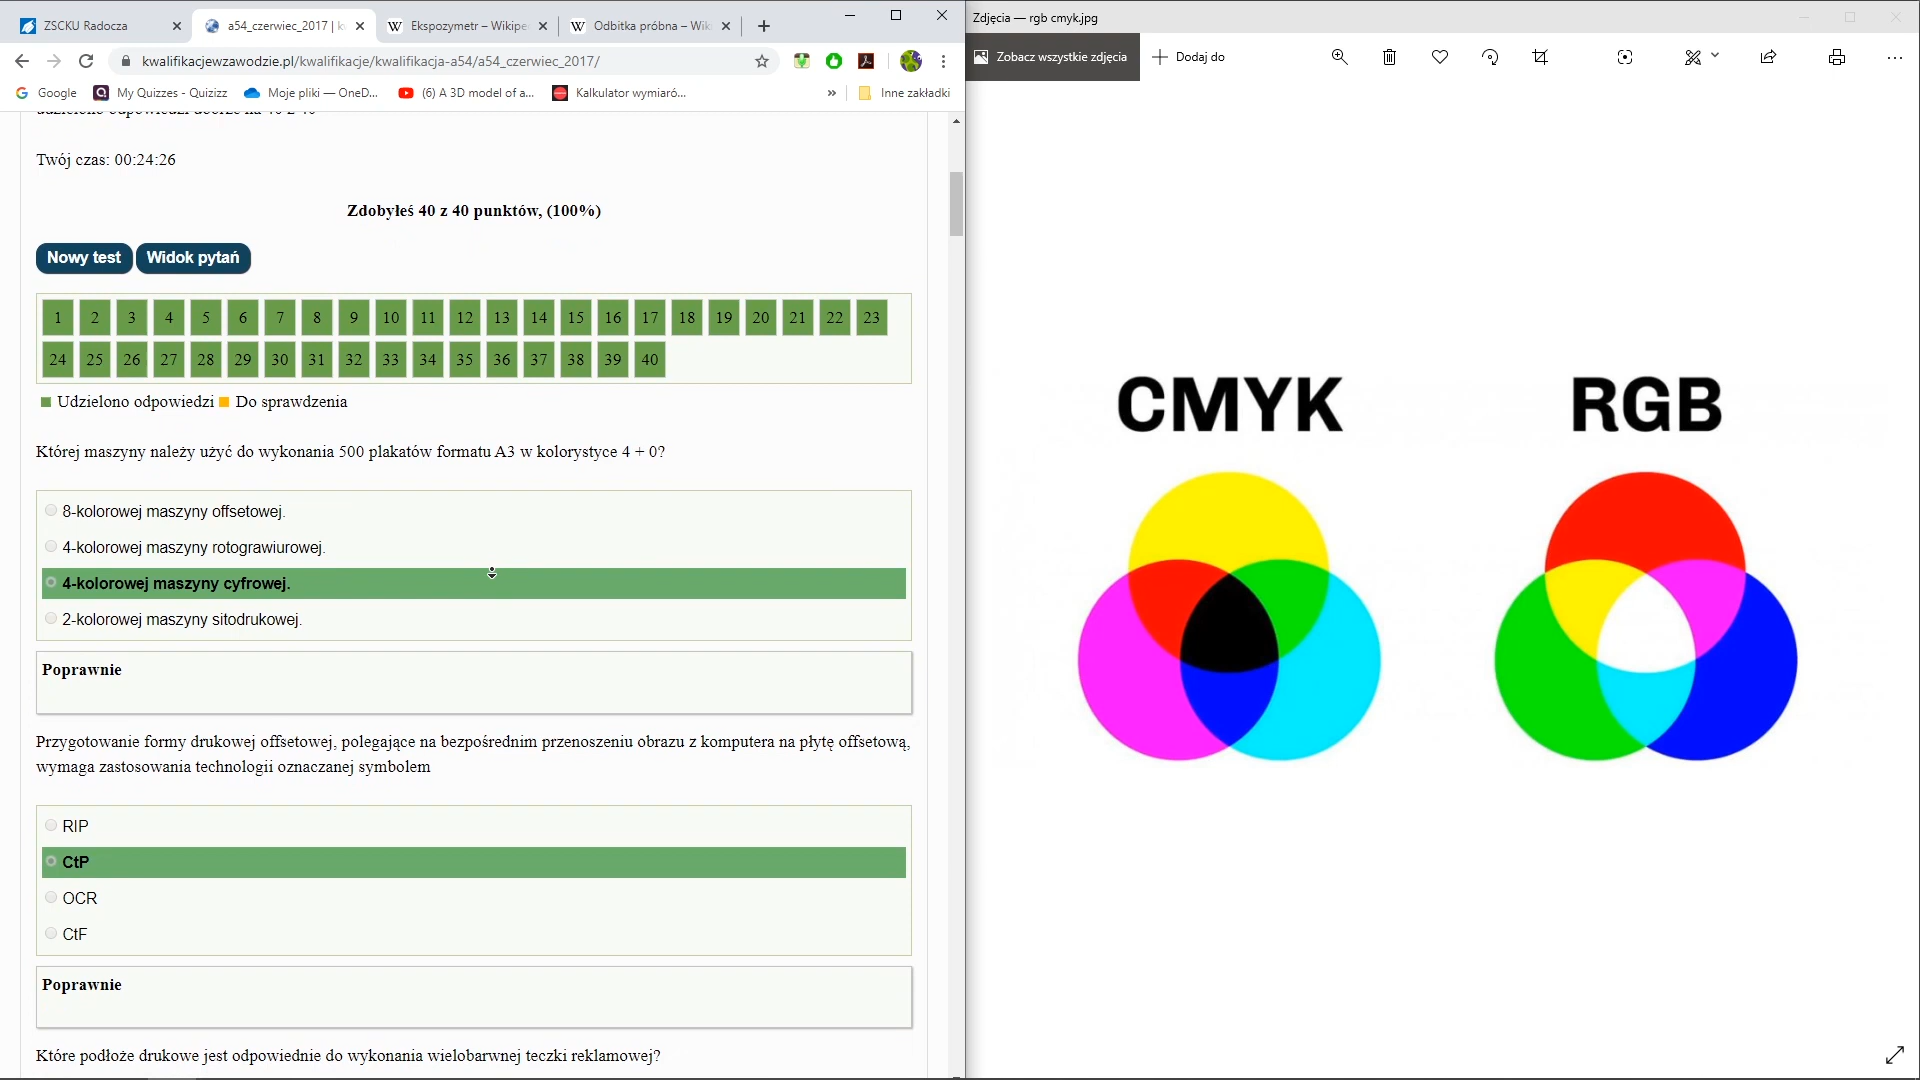 ZSCKU Radocza
a54_czerwiec_2017 | k
Ekspozymetr – Wikipe
Odbitka próbna – Wik
kwalifikacjewzawodzie.pl/kwalifikacje/kwalifikacja-a54/a54_czerwiec_2017/
Google
My Quizzes - Quizizz
Moje pliki — OneD...
(6) A 3D model of a...
Kalkulator wymiaró...
»
Inne zakładki
Twój czas: 00:24:26
Zdobyłeś 40 z 40 punktów, (100%)
Nowy test
Widok pytań
1 2 3 4 5 6 7 8 9 10 11 12 13 14 15 16 17 18 19 20 21 22 23
24 25 26 27 28 29 30 31 32 33 34 35 36 37 38 39 40
Udzielono odpowiedzi Do sprawdzenia
Której maszyny należy użyć do wykonania 500 plakatów formatu A3 w kolorystyce 4 + 0?
8-kolorowej maszyny offsetowej.
4-kolorowej maszyny rotograwiurowej.
4-kolorowej maszyny cyfrowej.
2-kolorowej maszyny sitodrukowej.
Poprawnie
Przygotowanie formy drukowej offsetowej, polegające na bezpośrednim przenoszeniu obrazu z komputera na płytę offsetową,
wymaga zastosowania technologii oznaczanej symbolem
RIP
CtP
OCR
CtF
Poprawnie
Które podłoże drukowe jest odpowiednie do wykonania wielobarwnej teczki reklamowej?
Zdjęcia — rgb cmyk.jpg
Zobacz wszystkie zdjęcia
Dodaj do
CMYK
RGB